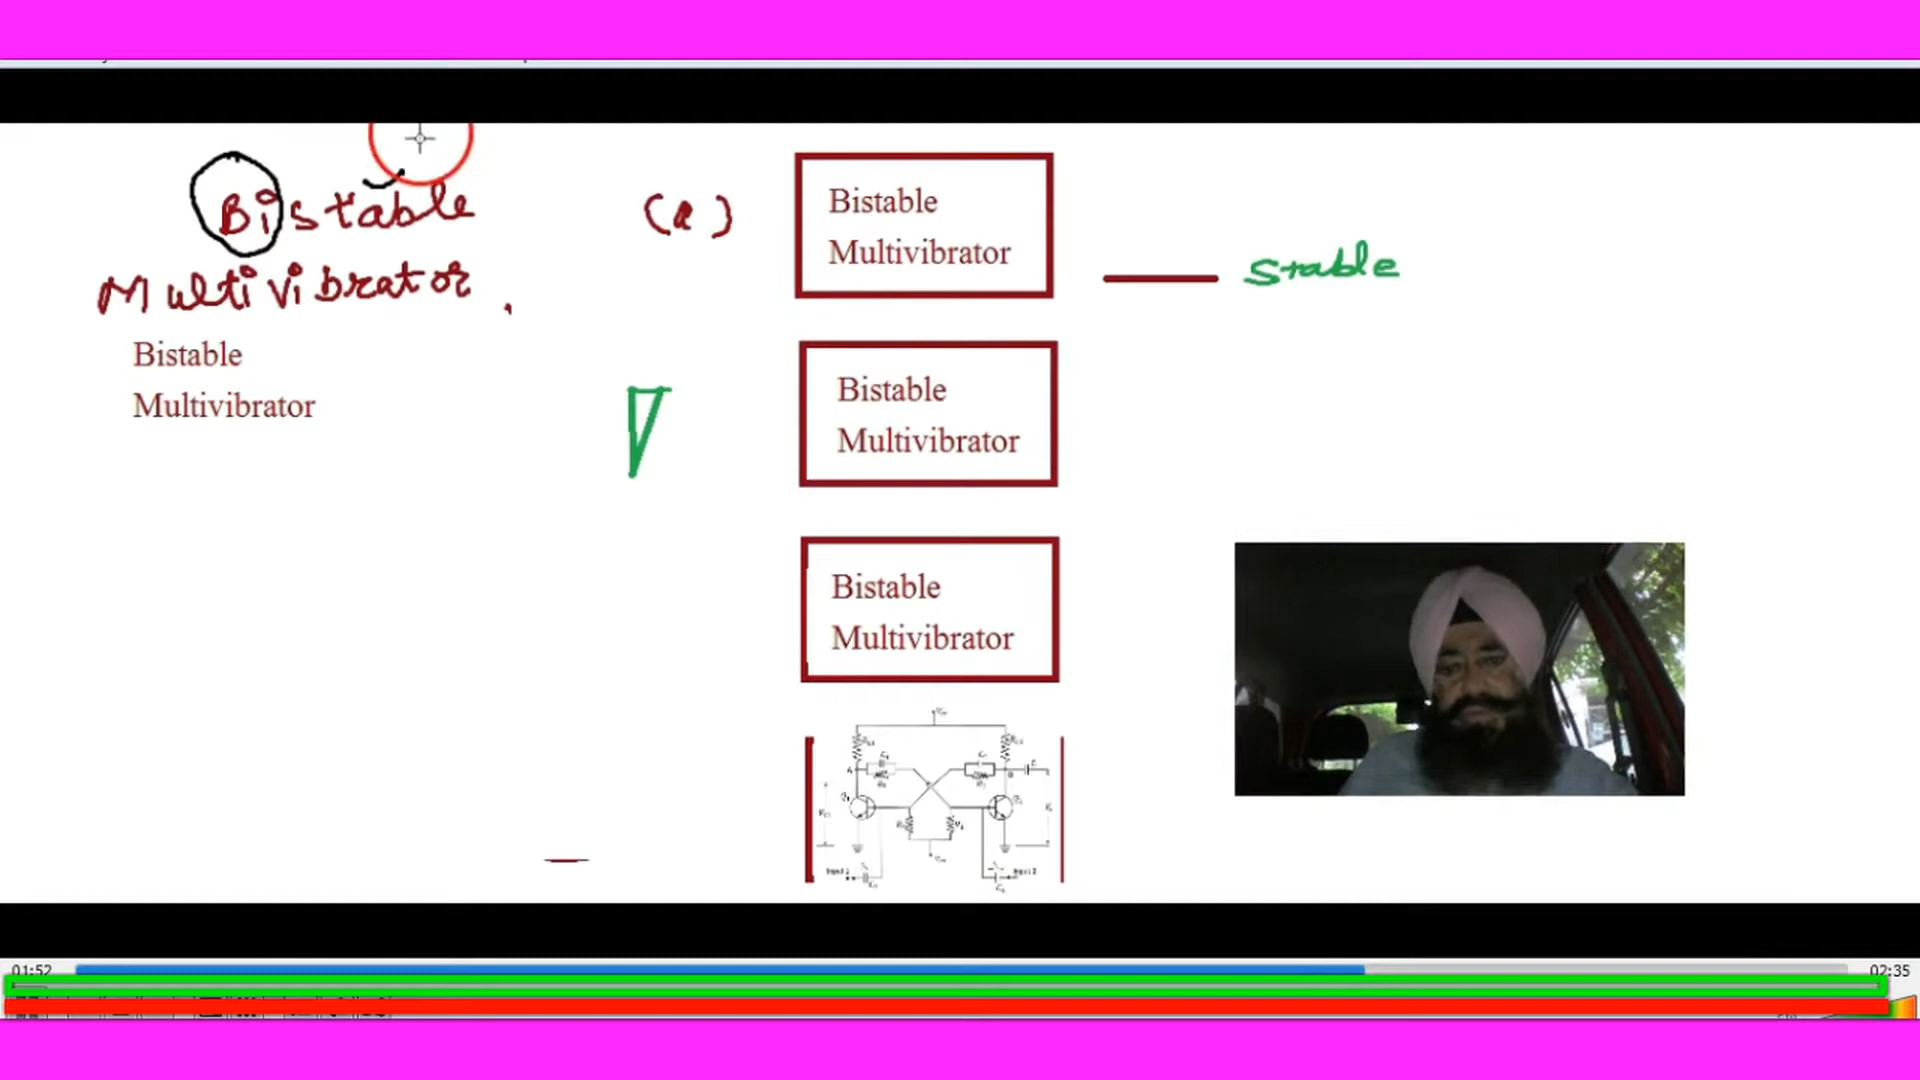 Bistable
Multivibrator
Bistable
Multivibrator
(a)
Bistable
Multivibrator
Stable
Bistable
Multivibrator
Bistable
Multivibrator
01:52
02:35